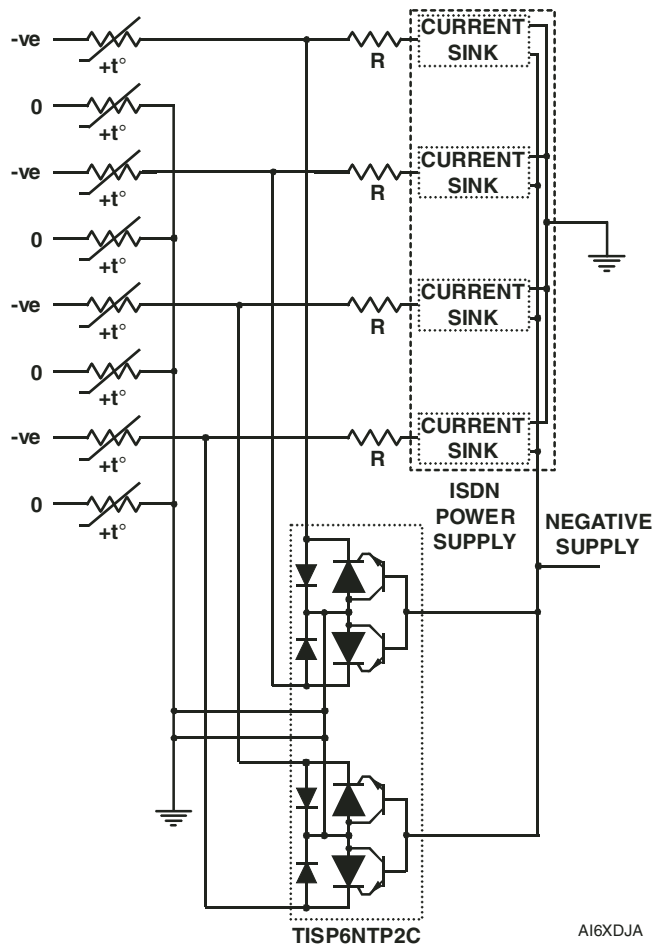 -ve
+t°
R
CURRENT
SINK
0
+t°
-ve
+t°
R
CURRENT
SINK
0
+t°
-ve
+t°
R
CURRENT
SINK
0
+t°
-ve
+t°
R
CURRENT
SINK
0
+t°
ISDN
POWER
SUPPLY
NEGATIVE
SUPPLY
TISP6NTP2C
AI6XDJA